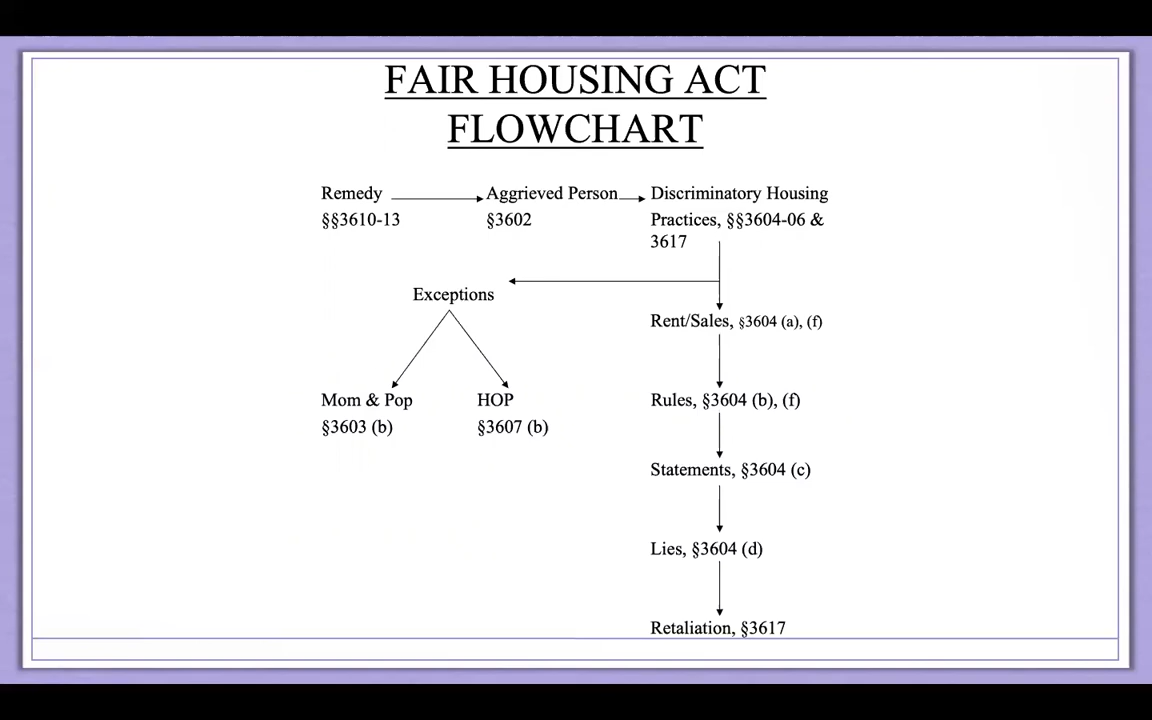 FAIR HOUSING ACT
FLOWCHART
Remedy
§§3610-13
Aggrieved Person
§3602
Discriminatory Housing
Practices, §§3604-06 &
3617
Exceptions
Rent/Sales, §3604 (a), (f)
Mom & Pop
§3603 (b)
HOP
§3607 (b)
Rules, §3604 (b), (f)
Statements, §3604 (c)
Lies, §3604 (d)
Retaliation, §3617